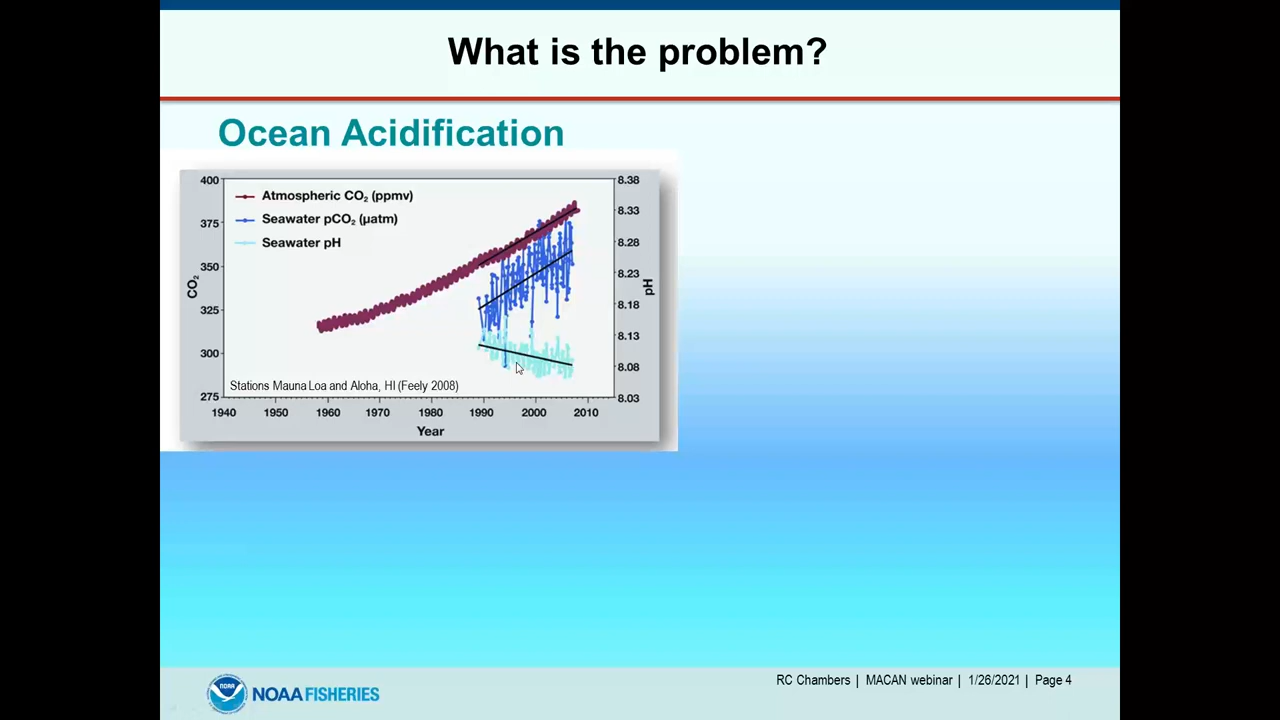 What is the problem?
Ocean Acidification
Atmospheric CO₂ (ppmv)
Seawater pCO₂ (µatm)
Seawater pH
400
375
350
325
300
275
CO₂
8.38
8.33
8.28
8.23
8.18
8.13
8.08
8.03
pH
Stations Mauna Loa and Aloha, HI (Feely 2008)
1940 1950 1960 1970 1980 1990 2000 2010
Year
NOAA
NOAA FISHERIES
RC Chambers | MACAN webinar | 1/26/2021 | Page 4